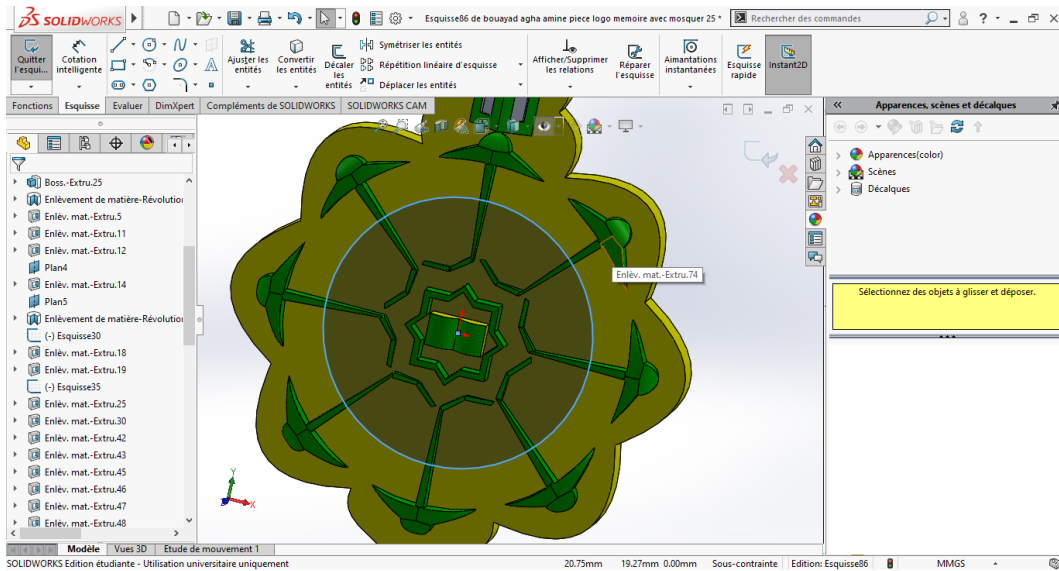 SOLIDWORKS
Esquisse86 de bouayad agha amine piece logo memoire avec mosquer 25 *
Rechercher des commandes
Quitter l'esqui...
Cotation intelligente
Ajuster les entités
Convertir les entités
Décaler les entités
Symétriser les entités
Répétition linéaire d'esquisse
Déplacer les entités
Afficher/Supprimer les relations
Réparer l'esquisse
Aimantations instantanées
Esquisse rapide
Instant2D
Fonctions Esquisse Evaluer DimXpert Compléments de SOLIDWORKS SOLIDWORKS CAM
Boss.-Extru.25
Enlèvement de matière-Révolution
Enlèv. mat.-Extru.5
Enlèv. mat.-Extru.11
Enlèv. mat.-Extru.12
Plan4
Enlèv. mat.-Extru.14
Plan5
Enlèvement de matière-Révolution
(-) Esquisse30
Enlèv. mat.-Extru.18
Enlèv. mat.-Extru.19
(-) Esquisse35
Enlèv. mat.-Extru.25
Enlèv. mat.-Extru.30
Enlèv. mat.-Extru.42
Enlèv. mat.-Extru.43
Enlèv. mat.-Extru.45
Enlèv. mat.-Extru.46
Enlèv. mat.-Extru.47
Enlèv. mat.-Extru.48
Enlèv. mat.-Extru.74
Y
X
Apparences, scènes et décalques
Apparences(color)
Scènes
Décalques
Sélectionnez des objets à glisser et déposer.
Modèle Vues 3D Etude de mouvement 1
SOLIDWORKS Edition étudiante - Utilisation universitaire uniquement
20.75mm 19.27mm 0.00mm Sous-contrainte Edition: Esquisse86 MMGS